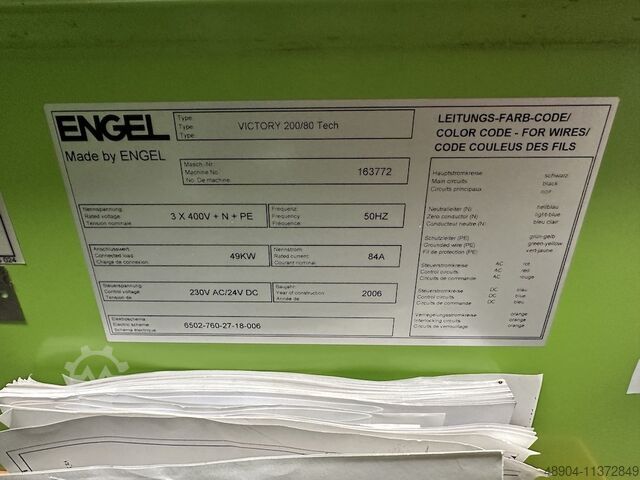 ENGEL
Made by ENGEL
Type:
Type:
Type:
VICTORY 200/80 Tech
Masch.-Nr.
Machine No.
No. De machine.
163772
Nennspannung
Rated voltage
Tension nominale
3 X 400V + N + PE
Frequenz
Frequency
Fréquence
50HZ
Anschlusswert
Connected load
Charge de connexion
49KW
Nennstrom
Rated current
Courant nominal
84A
Steuerspannung
Control voltage
Tension de
230V AC/24V DC
Baujahr
Year of construction
Année de
2006
Elektroschema
Electric scheme
Schema électrique
6502-760-27-18-006
LEITUNGS-FARB-CODE/
COLOR CODE - FOR WIRES/
CODE COULEUS DES FILS
Hauptstromkreise schwarz
Main circuits black
Circuits principaux noir
Neutralleiter (N) hellblau
Zero conductor (N) light-blue
Conducteur neutre (N) bleu clair
Schutzleiter (PE) grün-gelb
Grounded wire (PE) green-yellow
Fil de protection (PE) vert-jaune
Steuerstromkreise AC rot
Control circuits AC red
Circuits de commande AC rouge
Steuerstromkreise DC blau
Control circuits DC blue
Circuits de commande DC bleu
Verriegelungsstromkreise orange
Interlocking circuits orange
Circuits de verrouillage orange
48904-11372849